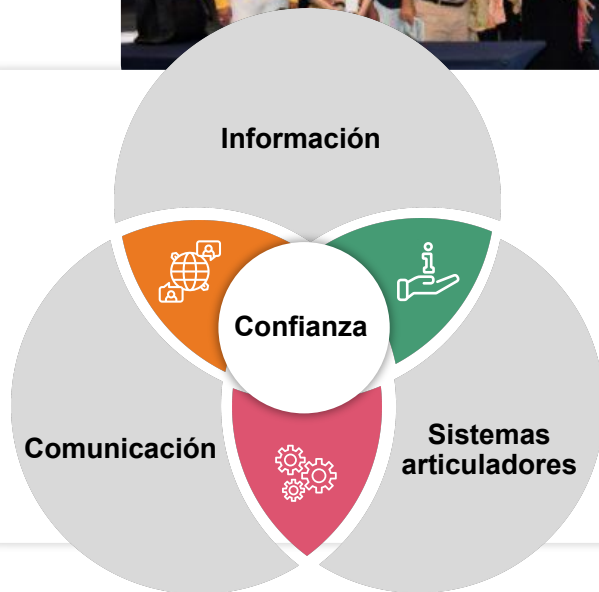 Información
Confianza
Comunicación
Sistemas
articuladores